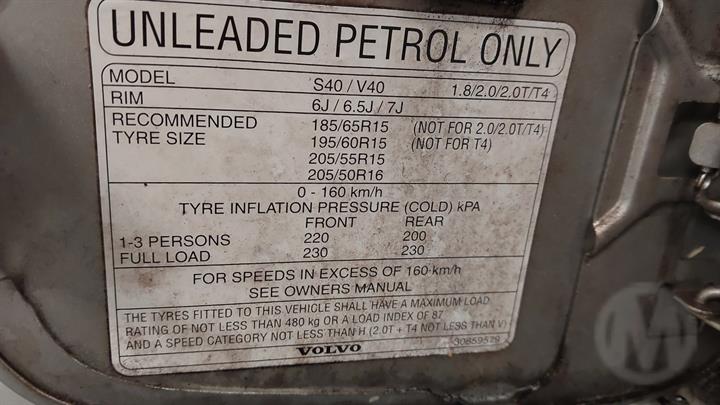 UNLEADED PETROL ONLY
MODEL S40 / V40 1.8/2.0/2.0T/T4
RIM 6J / 6.5J / 7J
RECOMMENDED 185/65R15 (NOT FOR 2.0/2.0T/T4)
TYRE SIZE 195/60R15 (NOT FOR T4)
205/55R15
205/50R16
0 - 160 km/h
TYRE INFLATION PRESSURE (COLD) kPA
FRONT REAR
1-3 PERSONS 220 200
FULL LOAD 230 230
FOR SPEEDS IN EXCESS OF 160 km/h
SEE OWNERS MANUAL
THE TYRES FITTED TO THIS VEHICLE SHALL HAVE A MAXIMUM LOAD
RATING OF NOT LESS THAN 480 kg OR A LOAD INDEX OF 87
AND A SPEED CATEGORY NOT LESS THAN H (2.0T + T4 NOT LESS THAN V)
VOLVO 30859579
M